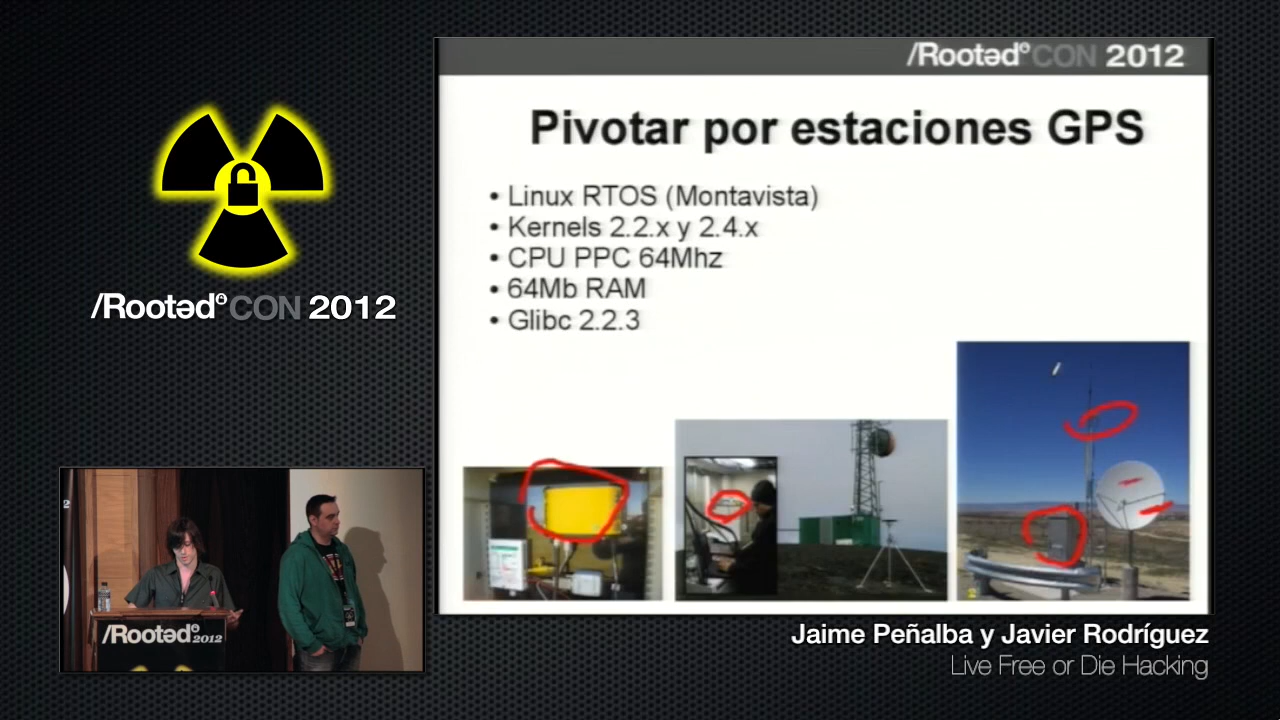 /Rootəd CON 2012
Pivotar por estaciones GPS
• Linux RTOS (Montavista)
• Kernels 2.2.x y 2.4.x
• CPU PPC 64Mhz
• 64Mb RAM
• Glibc 2.2.3
/Rootəd CON 2012
/Rootəd 2012
Jaime Peñalba y Javier Rodríguez
Live Free or Die Hacking